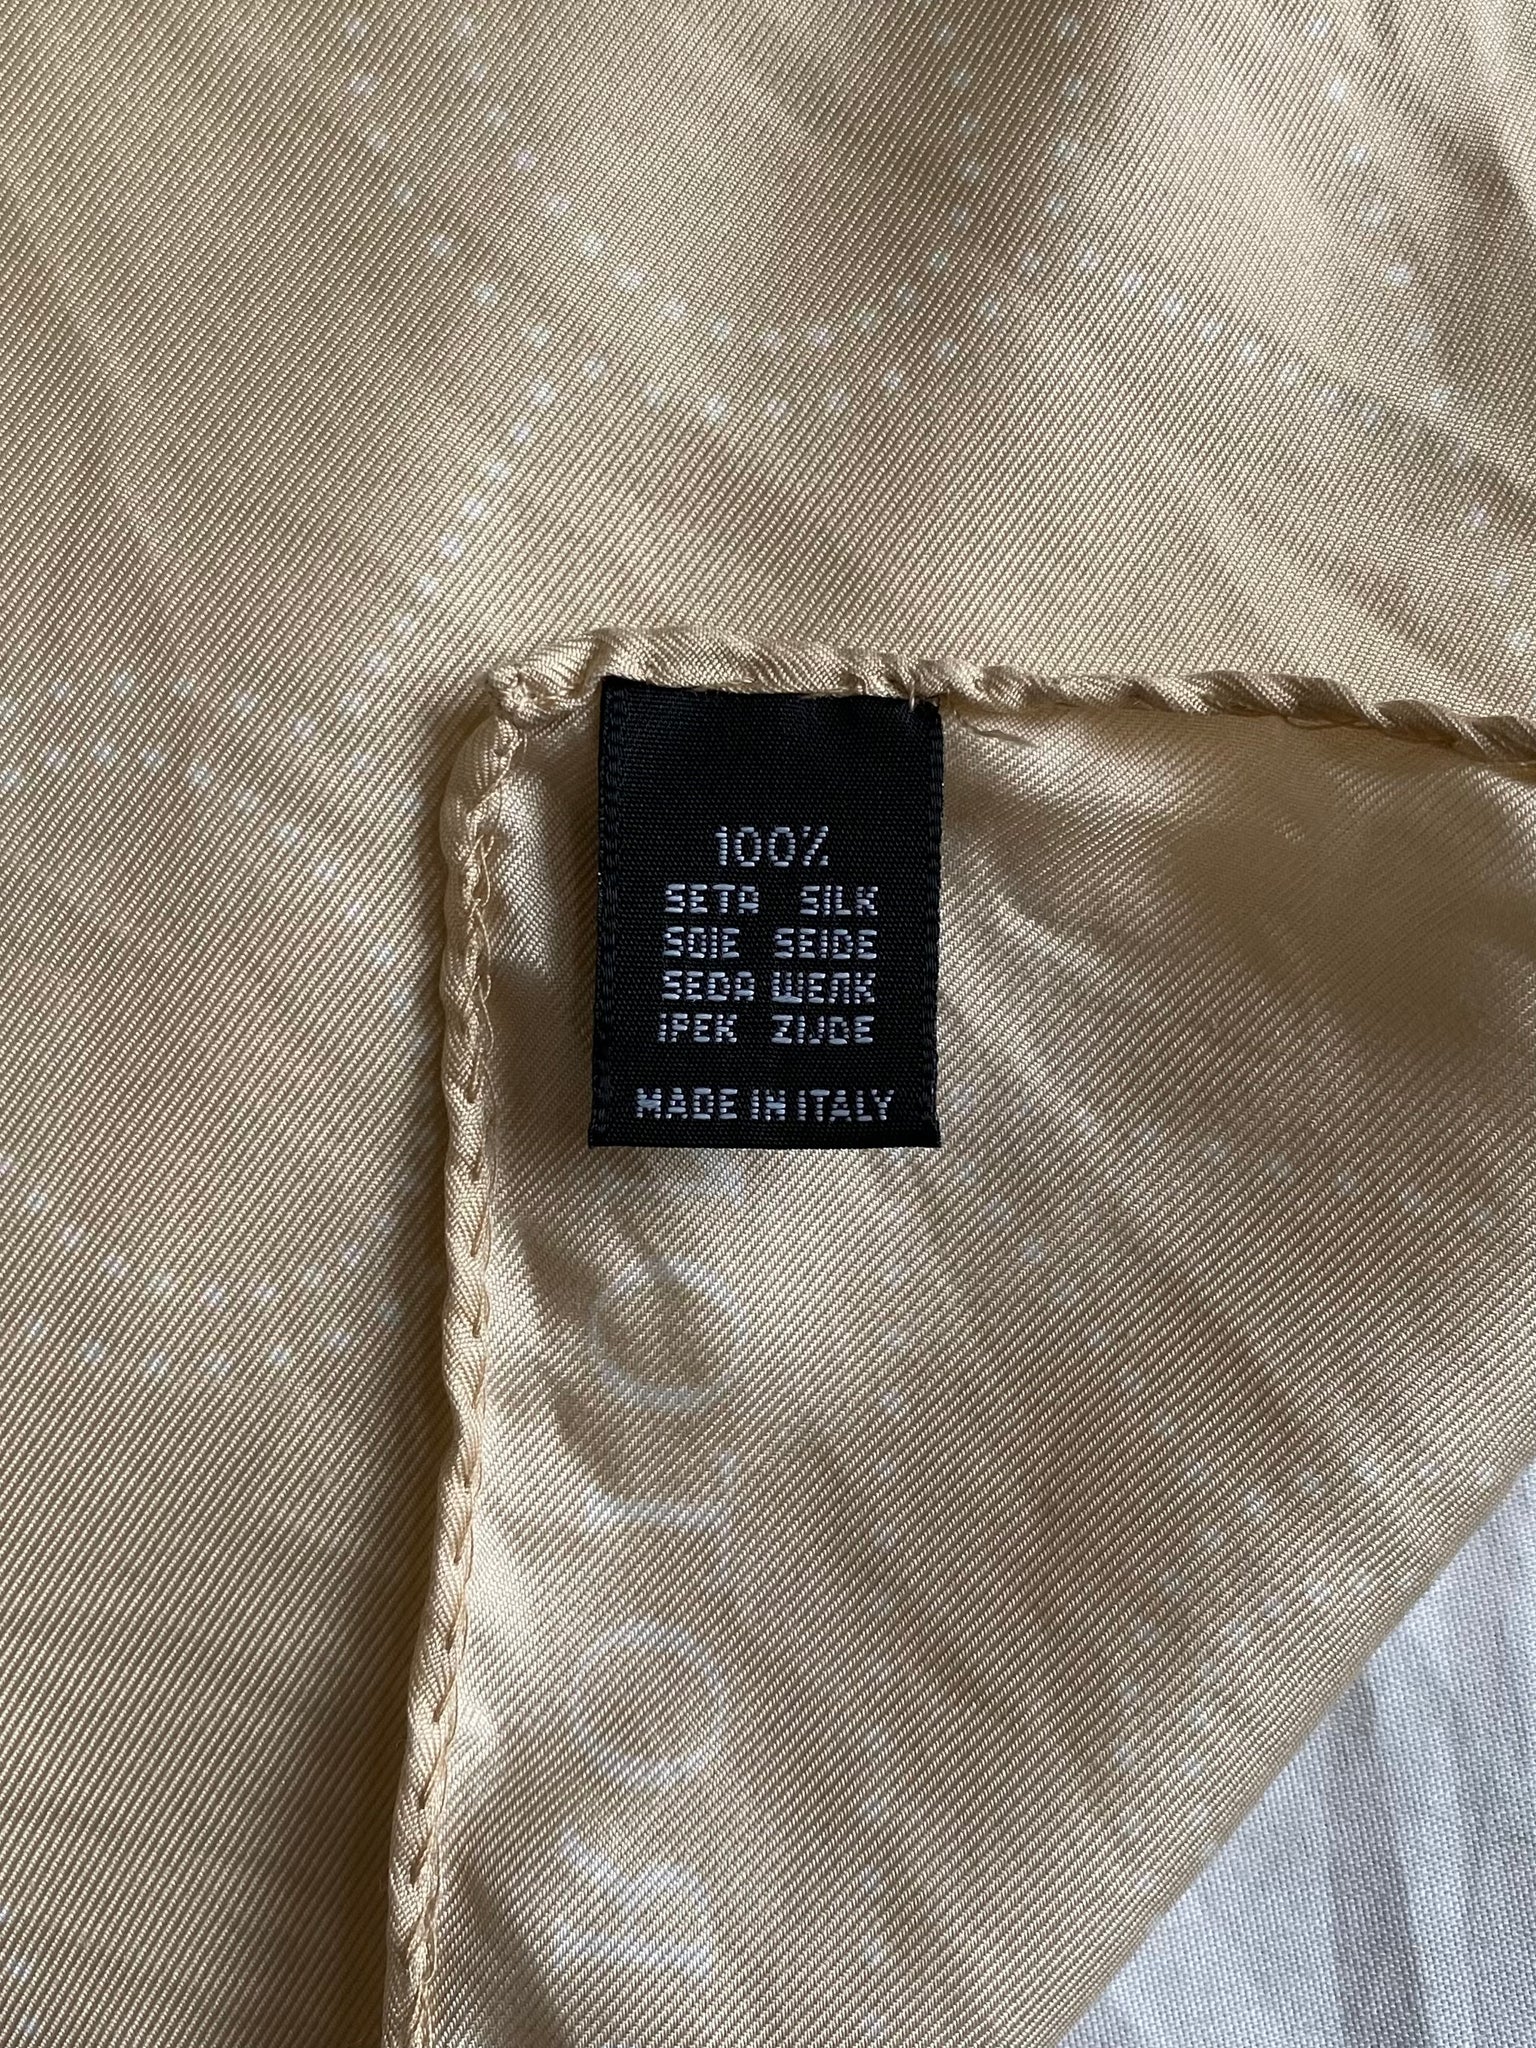 100%
SETA SILK
SOIE SEIDE
SEDA ШЕЛК
IPEK ZIJDE
MADE IN ITALY